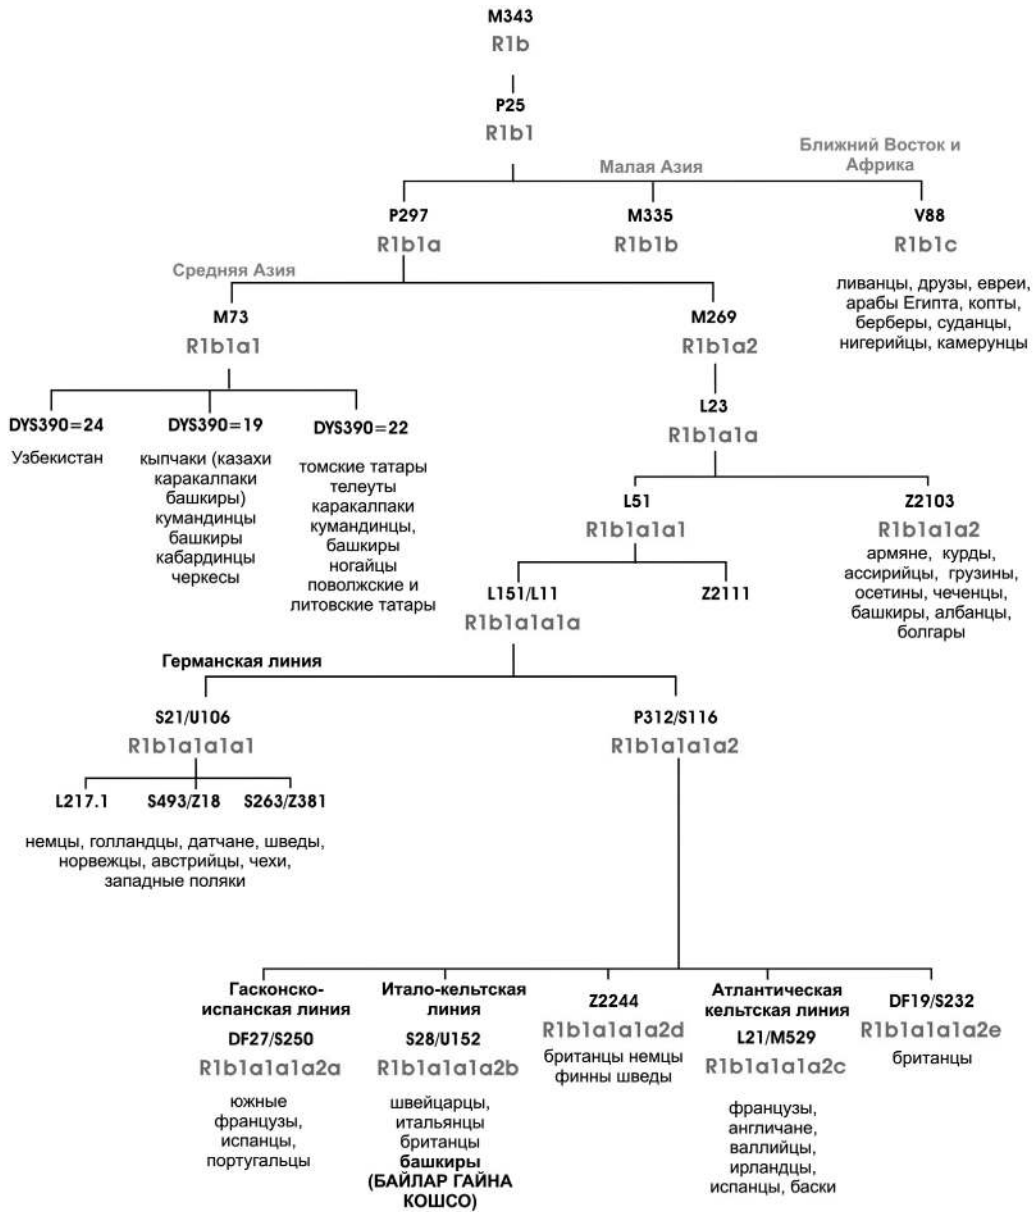 M343
R1b
P25
R1b1
Ближний Восток и
Африка
Малая Азия
P297
R1b1a
M335
R1b1b
V88
R1b1c
ливанцы, друзы, евреи,
арабы Египта, копты,
берберы, суданцы,
нигерийцы, камерунцы
Средняя Азия
M73
R1b1a1
M269
R1b1a2
DYS390=24
Узбекистан
DYS390=19
кыпчаки (казахи
каракалпаки
башкиры)
кумандинцы
башкиры
кабардинцы
черкесы
DYS390=22
томские татары
телеуты
каракалпаки
кумандинцы,
башкиры
ногайцы
поволжские и
литовские татары
L23
R1b1a1a
L51
R1b1a1a1
Z2103
R1b1a1a2
армяне, курды,
ассирийцы, грузины,
осетины, чеченцы,
башкиры, албанцы,
болгары
L151/L11
R1b1a1a1a
Z2111
Германская линия
S21/U106
R1b1a1a1a1
P312/S116
R1b1a1a1a2
L217.1
S493/Z18
S263/Z381
немцы, голландцы, датчане, шведы,
норвежцы, австрийцы, чехи,
западные поляки
Гасконско-
испанская линия
DF27/S250
R1b1a1a1a2a
южные
французы,
испанцы,
португальцы
Итало-кельтская
линия
S28/U152
R1b1a1a1a2b
швейцарцы,
итальянцы
британцы
башкиры
(БАЙЛАР ГАЙНА
КОШСО)
Z2244
R1b1a1a1a2d
британцы немцы
финны шведы
Атлантическая
кельтская линия
L21/M529
R1b1a1a1a2c
французы,
англичане,
валлийцы,
ирландцы,
испанцы, баски
DF19/S232
R1b1a1a1a2e
британцы